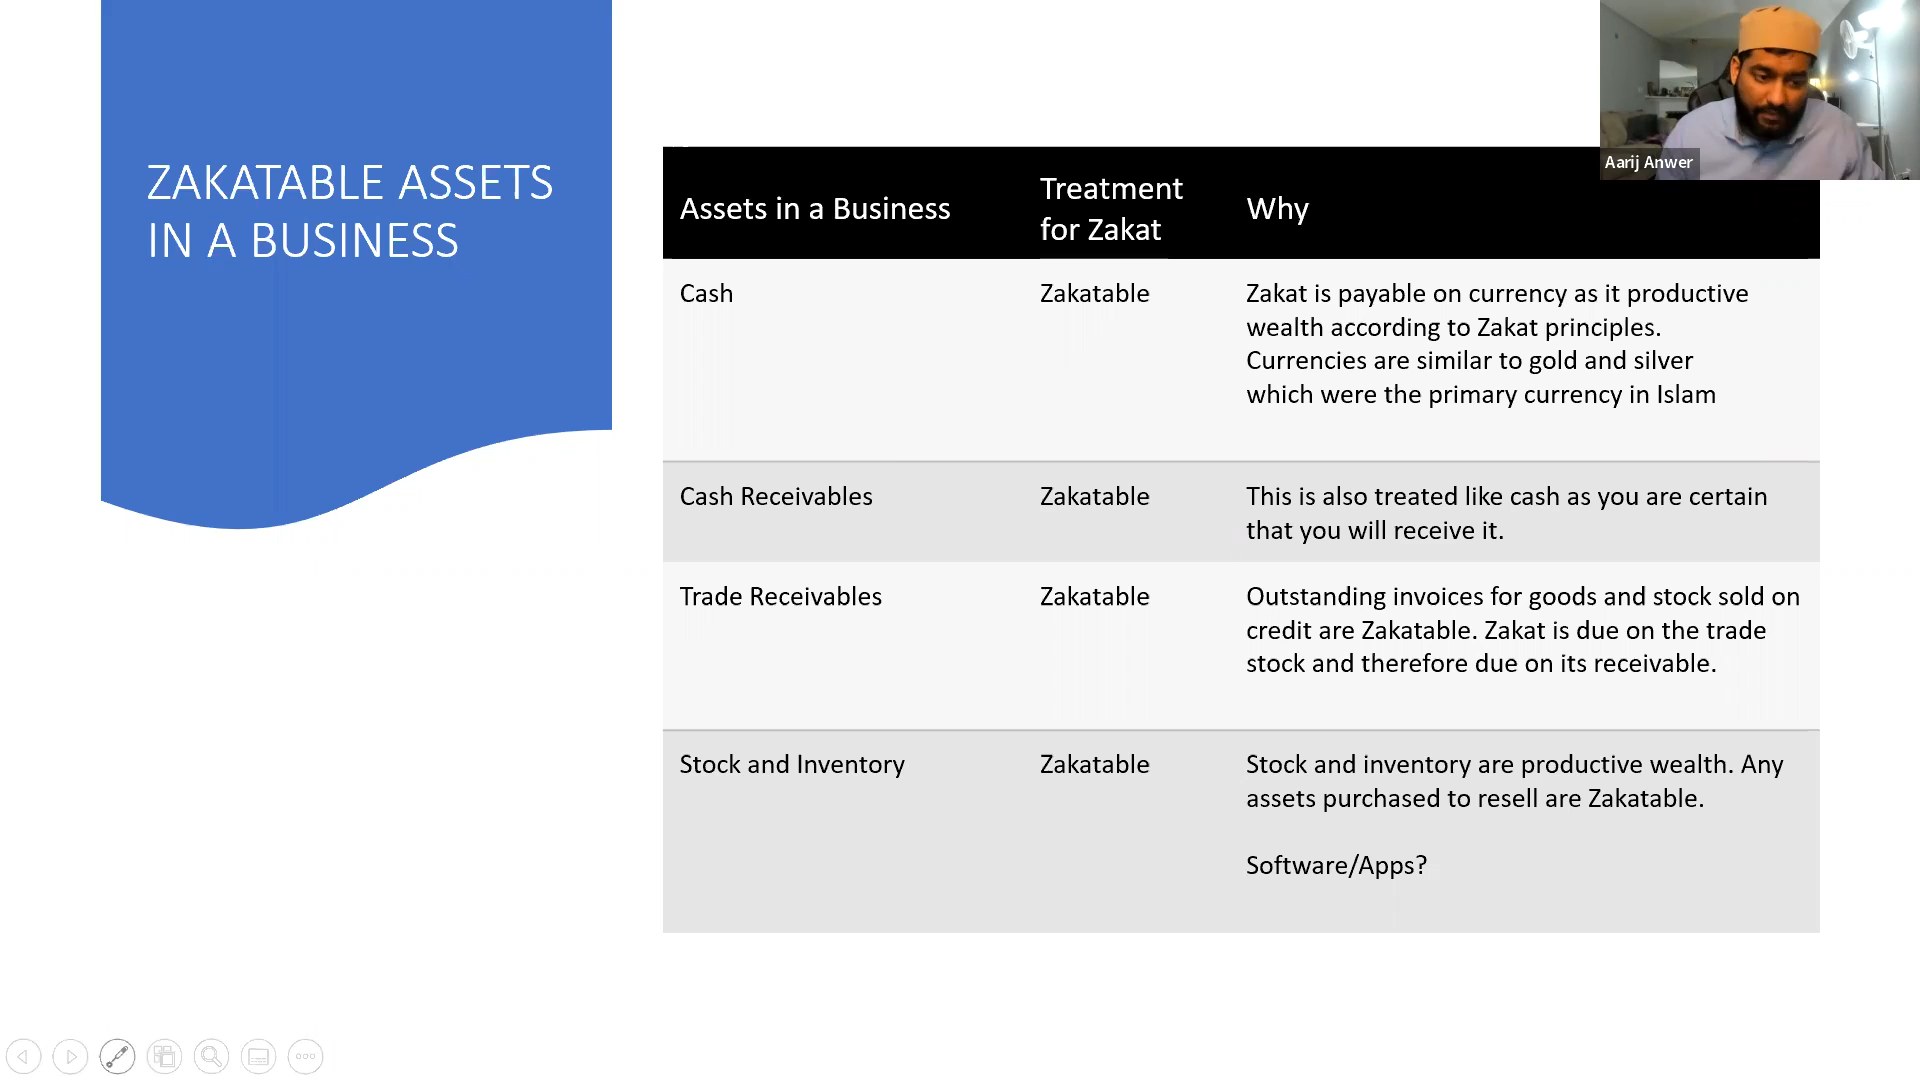 ZAKATABLE ASSETS
IN A BUSINESS
Aarij Anwer
Assets in a Business
Treatment
for Zakat
Why
Cash
Zakatable
Zakat is payable on currency as it productive
wealth according to Zakat principles.
Currencies are similar to gold and silver
which were the primary currency in Islam
Cash Receivables
Zakatable
This is also treated like cash as you are certain
that you will receive it.
Trade Receivables
Zakatable
Outstanding invoices for goods and stock sold on
credit are Zakatable. Zakat is due on the trade
stock and therefore due on its receivable.
Stock and Inventory
Zakatable
Stock and inventory are productive wealth. Any
assets purchased to resell are Zakatable.
Software/Apps?